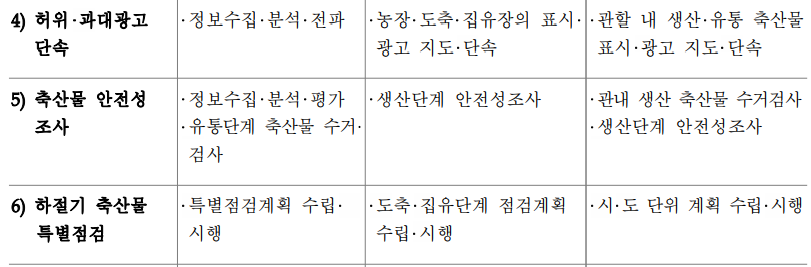 4) 허위·과대광고 단속
·정보수집·분석·전파
·농장·도축·집유장의 표시·
광고 지도·단속
·관할 내 생산·유통 축산물
표시·광고 지도·단속
5) 축산물 안전성
조사
·정보수집·분석·평가
·유통단계 축산물 수거·
검사
·생산단계 안전성조사
·관내 생산 축산물 수거검사
·생산단계 안전성조사
6) 하절기 축산물
특별점검
·특별점검계획 수립·
시행
·도축·집유단계 점검계획
수립·시행
·시·도 단위 계획 수립·시행